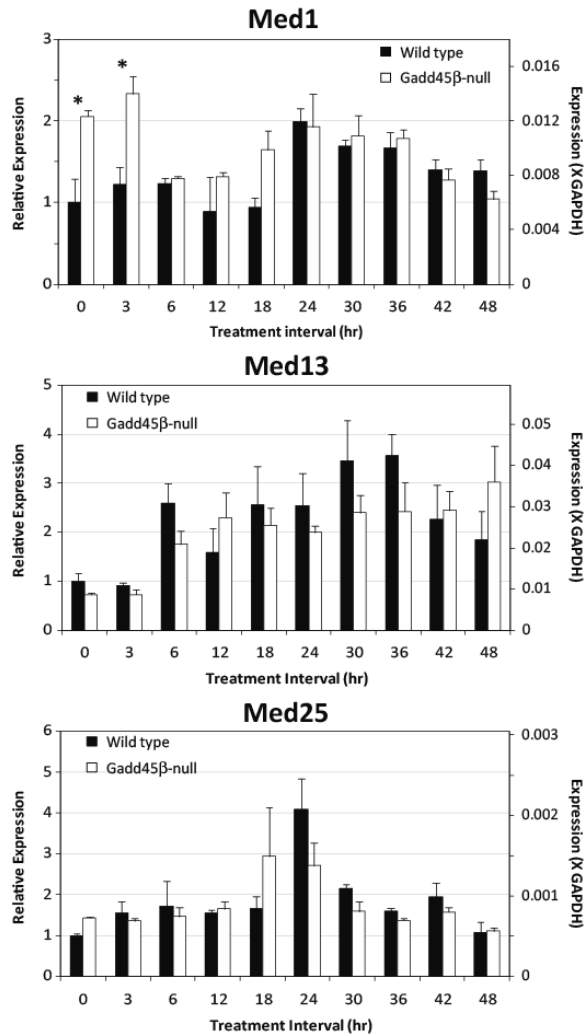 Med1
Relative Expression
3
2
1
0
* *
Wild type
Gadd45β-null
0.016
0.012
0.008
0.004
0
Expression (X GAPDH)
0 3 6 12 18 24 30 36 42 48
Treatment interval (hr)
Med13
Relative Expression
5
4
3
2
1
0
Wild type
Gadd45β-null
0.05
0.04
0.03
0.02
0.01
0
Expression (X GAPDH)
0 3 6 12 18 24 30 36 42 48
Treatment Interval (hr)
Med25
Relative Expression
6
5
4
3
2
1
0
Wild type
Gadd45β-null
0.003
0.002
0.001
0.000
Expression (X GAPDH)
0 3 6 12 18 24 30 36 42 48
Treatment Interval (hr)